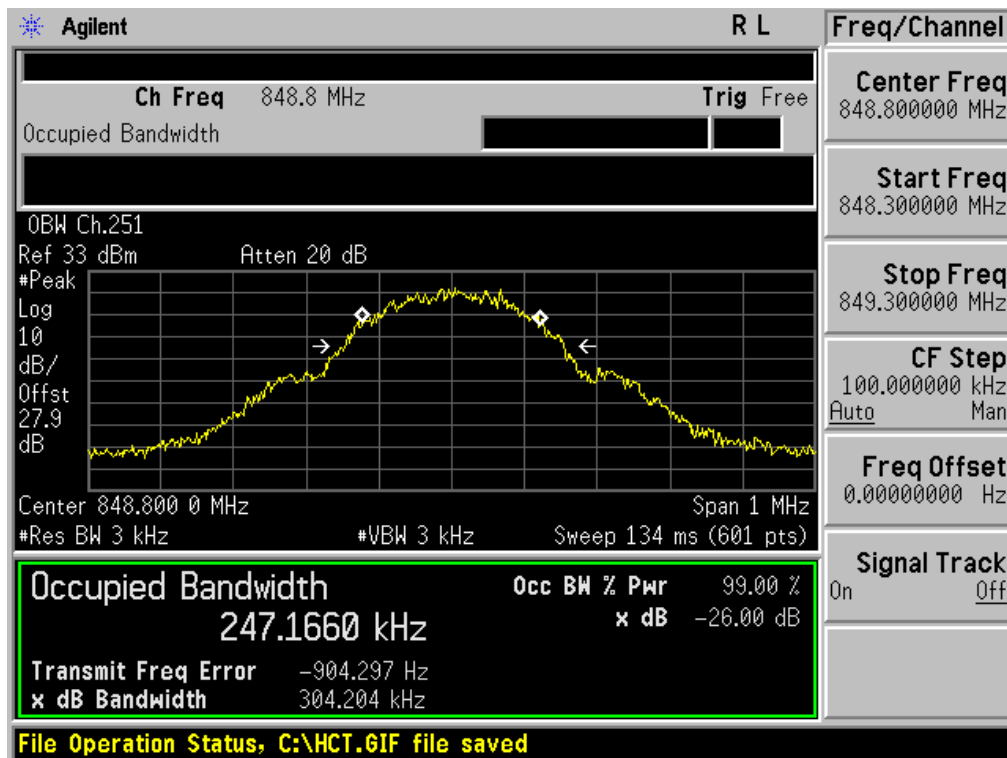 Agilent R L Freq/Channel
Ch Freq 848.8 MHz Trig Free
Occupied Bandwidth
Center Freq
848.800000 MHz
Start Freq
848.300000 MHz
Stop Freq
849.300000 MHz
CF Step
100.000000 kHz
Auto Man
Freq Offset
0.00000000 Hz
Signal Track
On Off
OBW Ch.251
Ref 33 dBm Atten 20 dB
#Peak
Log
10
dB/
Offst
27.9
dB
Center 848.800 0 MHz Span 1 MHz
#Res BW 3 kHz #VBW 3 kHz Sweep 134 ms (601 pts)
Occupied Bandwidth Occ BW % Pwr 99.00 %
247.1660 kHz x dB -26.00 dB
Transmit Freq Error -904.297 Hz
x dB Bandwidth 304.204 kHz
File Operation Status, C:\HCT.GIF file saved